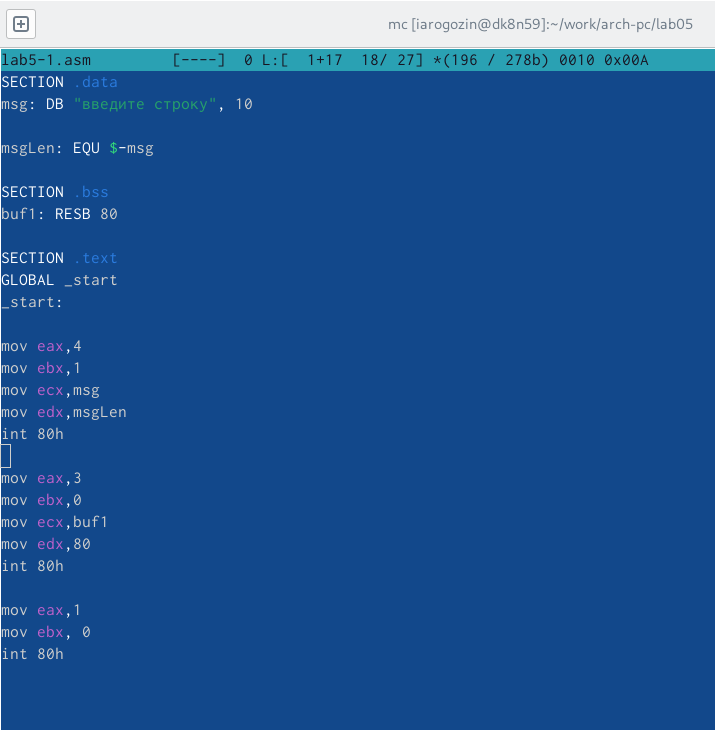 mc [iarogozin@dk8n59]:~/work/arch-pc/lab05
lab5-1.asm [----] 0 L:[ 1+17 18/ 27] *(196 / 278b) 0010 0x00A
SECTION .data
msg: DB "введите строку", 10
msgLen: EQU $-msg
SECTION .bss
buf1: RESB 80
SECTION .text
GLOBAL _start
_start:
mov eax,4
mov ebx,1
mov ecx,msg
mov edx,msgLen
int 80h
mov eax,3
mov ebx,0
mov ecx,buf1
mov edx,80
int 80h
mov eax,1
mov ebx, 0
int 80h